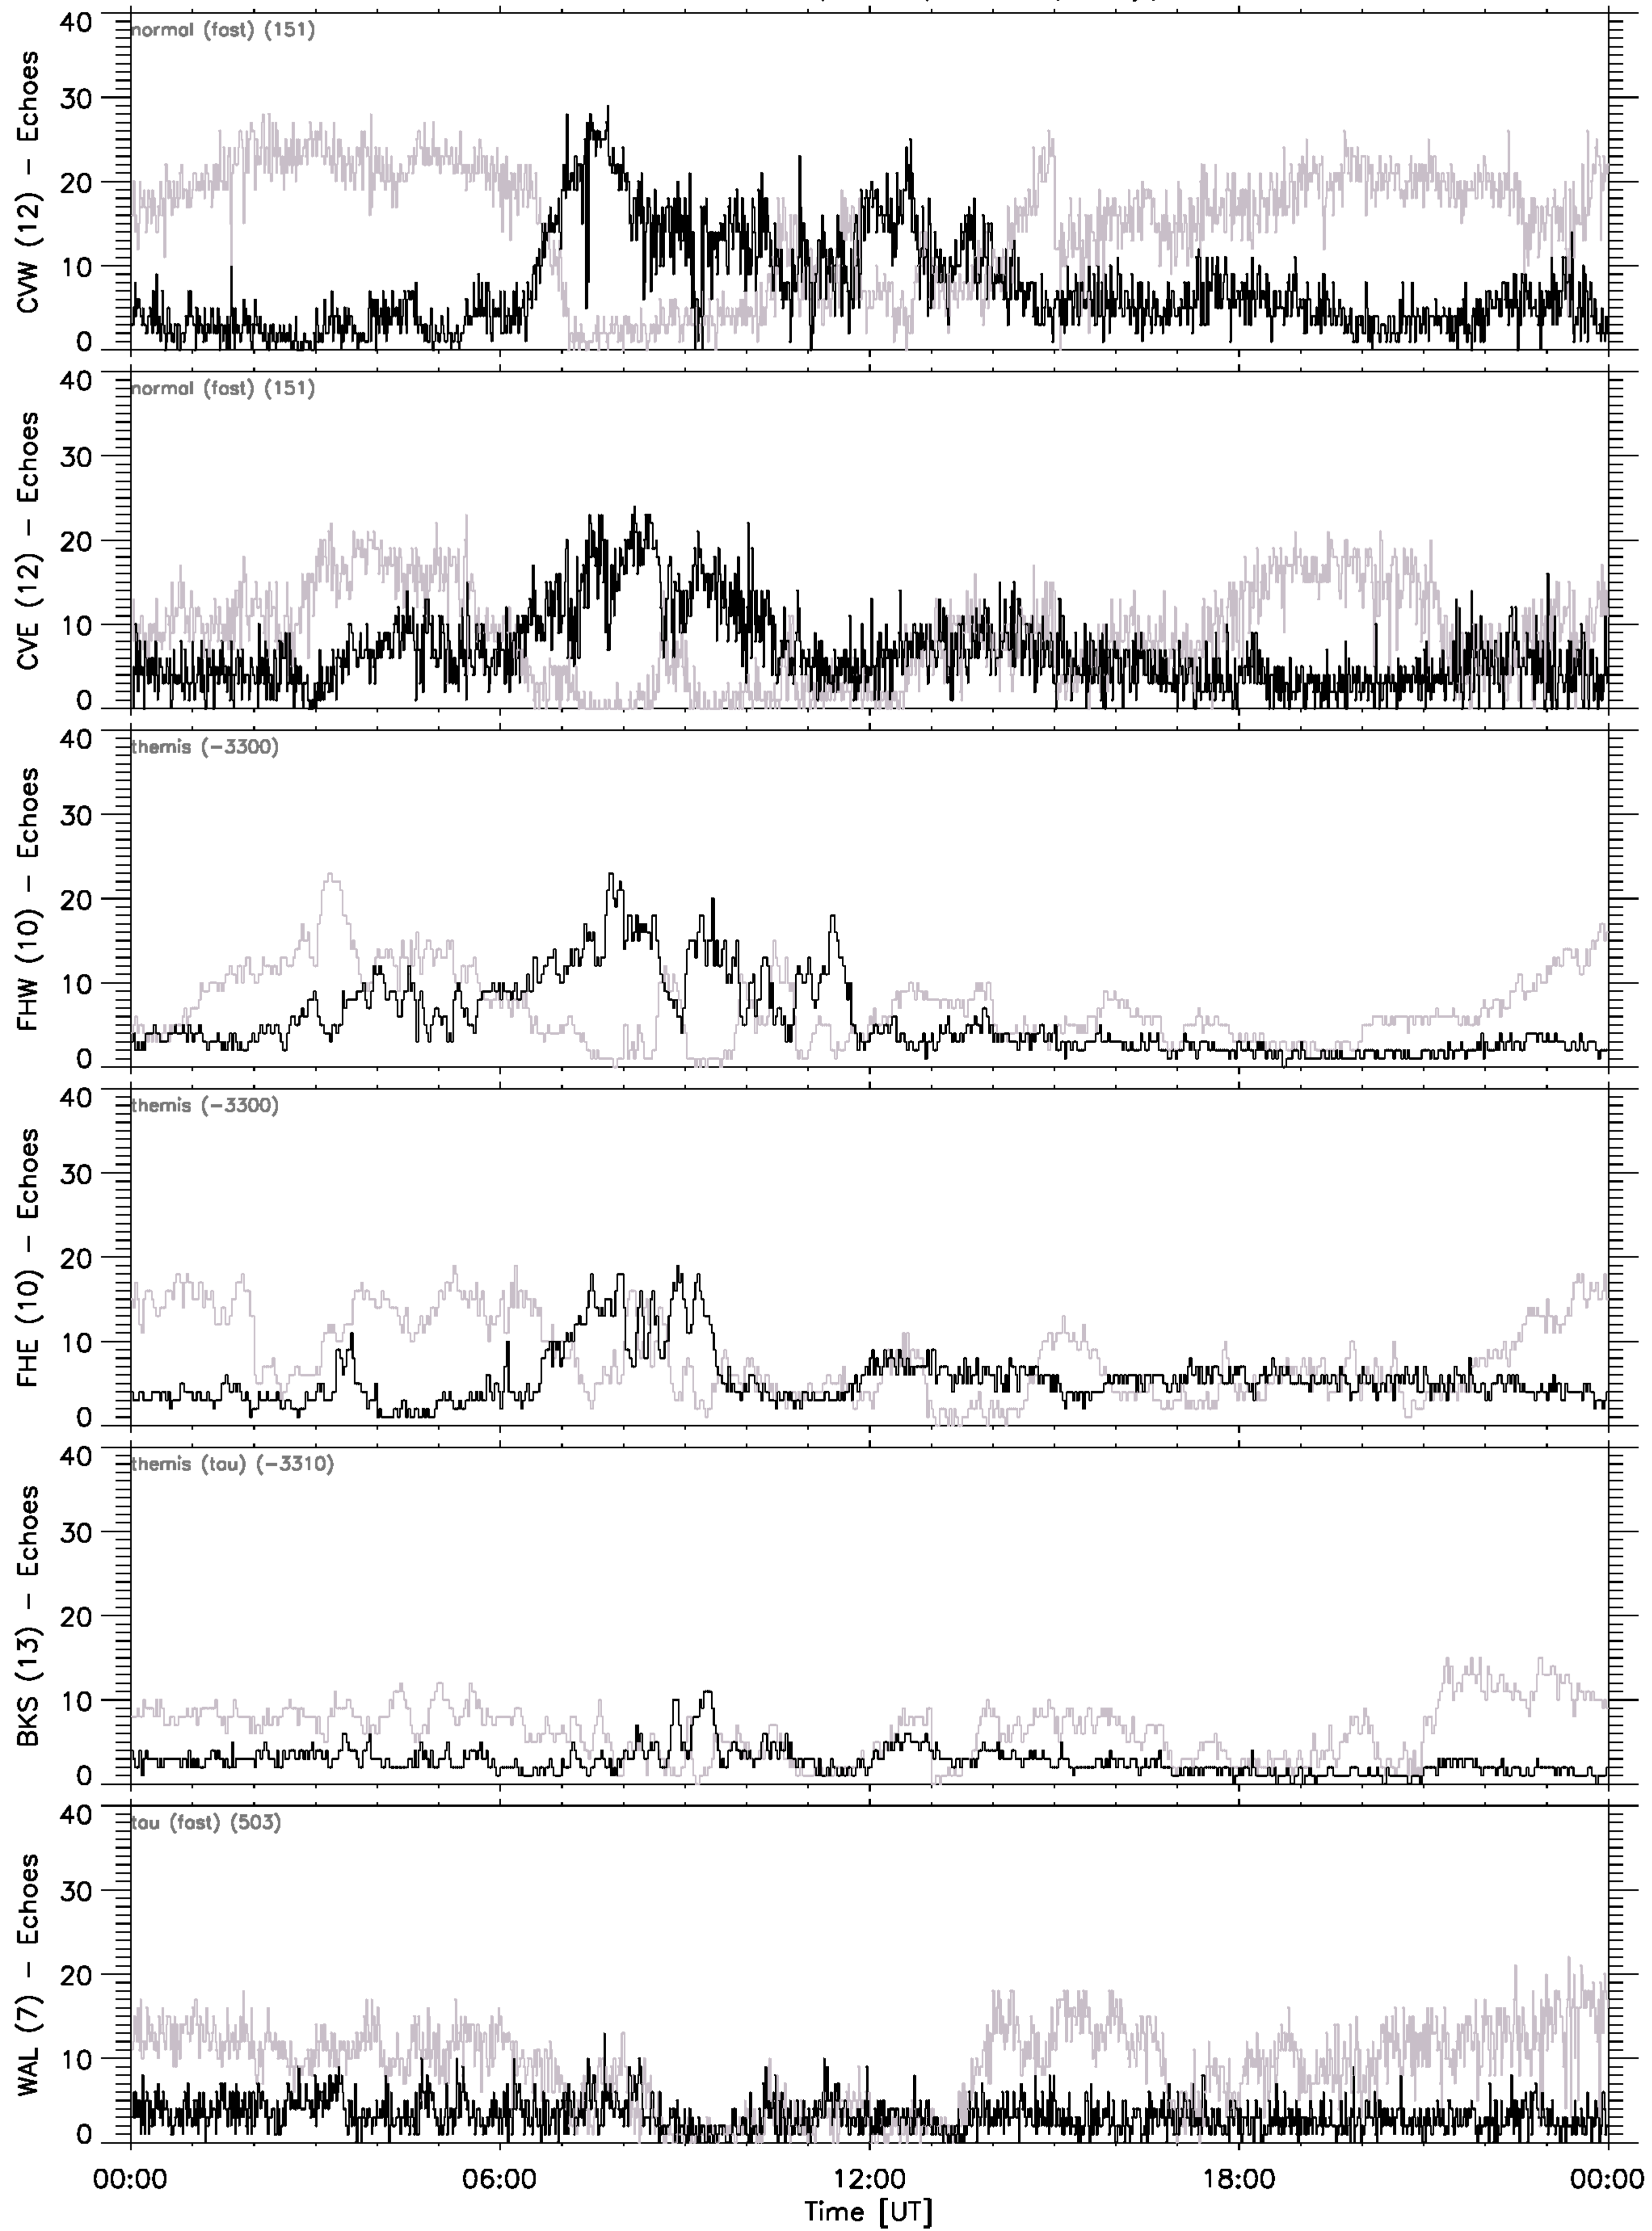 40
normal (fast) (151)
30
20
10
0
CVW (12) - Echoes
40
normal (fast) (151)
30
20
10
0
CVE (12) - Echoes
40
themis (-3300)
30
20
10
0
FHW (10) - Echoes
40
themis (-3300)
30
20
10
0
FHE (10) - Echoes
40
themis (tau) (-3310)
30
20
10
0
BKS (13) - Echoes
40
tau (fast) (503)
30
20
10
0
WAL (7) - Echoes
00:00 06:00 12:00 18:00 00:00
Time [UT]